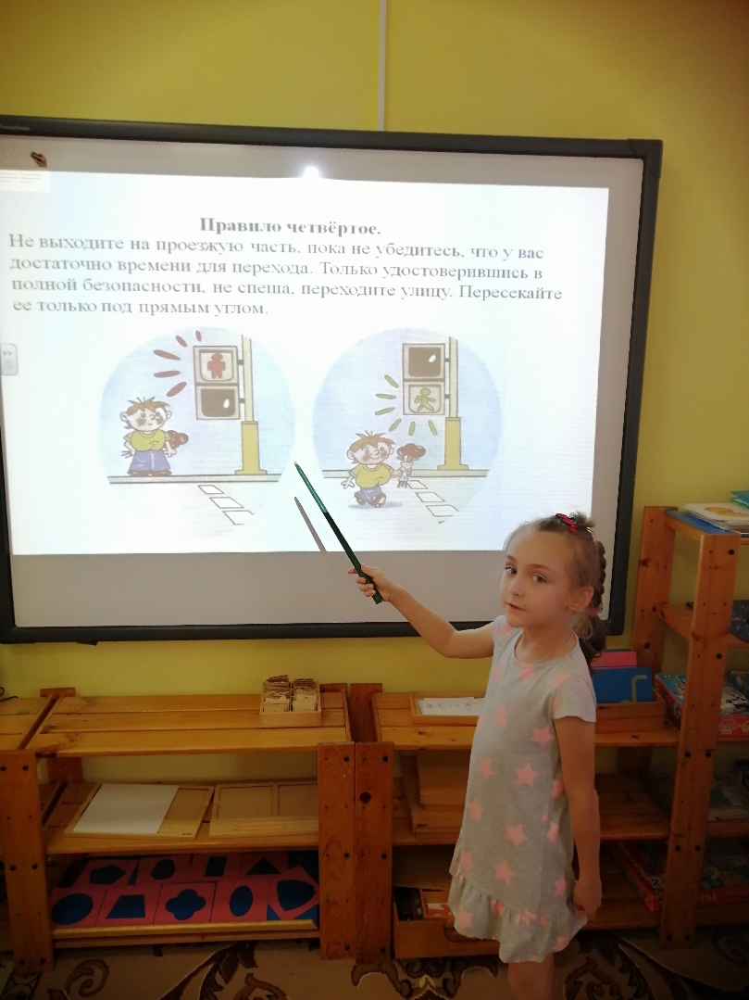 Правило четвёртое.
Не выходите на проезжую часть, пока не убедитесь, что у вас
достаточно времени для перехода. Только удостоверившись в
полной безопасности, не спеша, переходите улицу. Пересекайте
ее только под прямым углом.